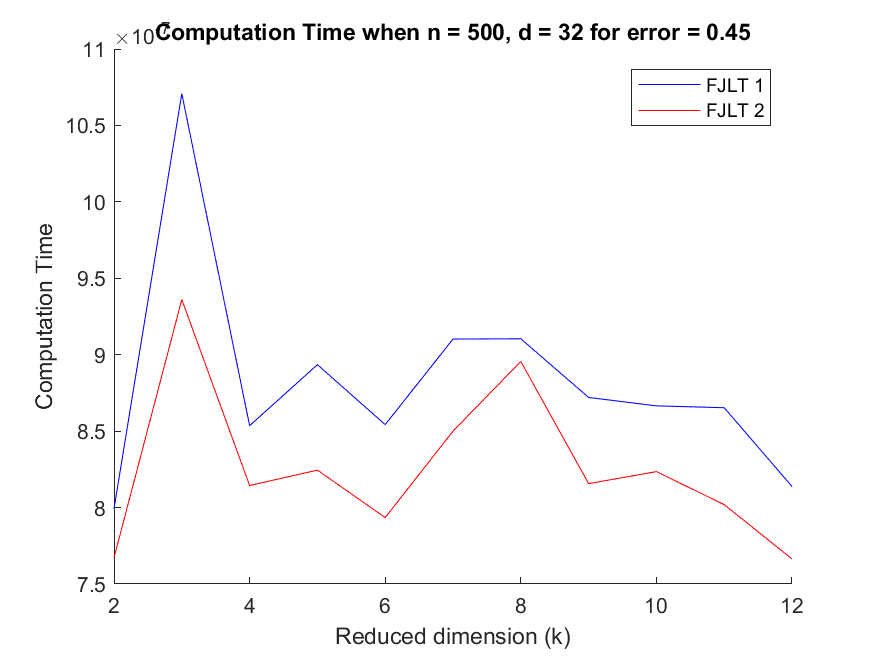 ×10
Computation Time when n = 500, d = 32 for error = 0.45
11
10.5
10
9.5
9
8.5
8
7.5
Computation Time
FJLT 1
FJLT 2
2 4 6 8 10 12
Reduced dimension (k)